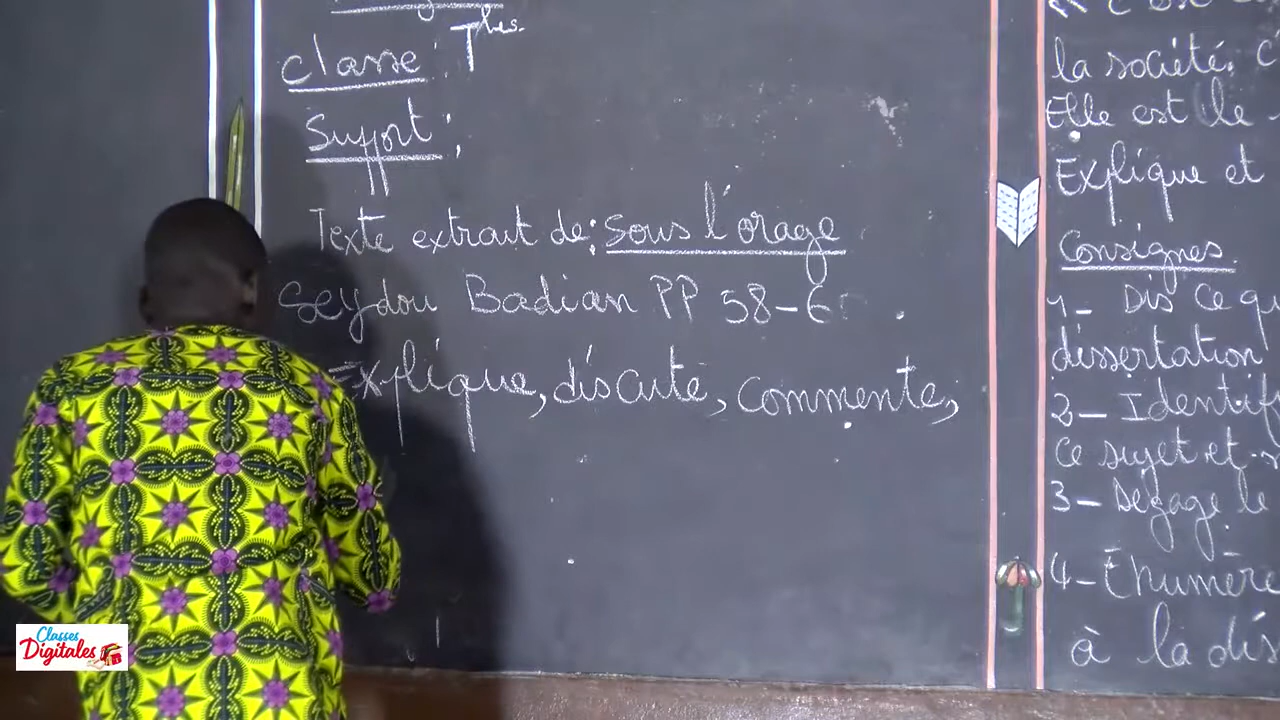 Classe : Tles
Support :
Texte extrait de : Sous l'orage
Seydou Badian PP 58-6
Explique, discute, commente,
la société. C'
Elle est le
Explique et
Consignes.
1- Dis ce qu
dissertation
2- Identif
ce sujet et
3- Dégage le
4- Enumère
à la dis
Classes
Digitales